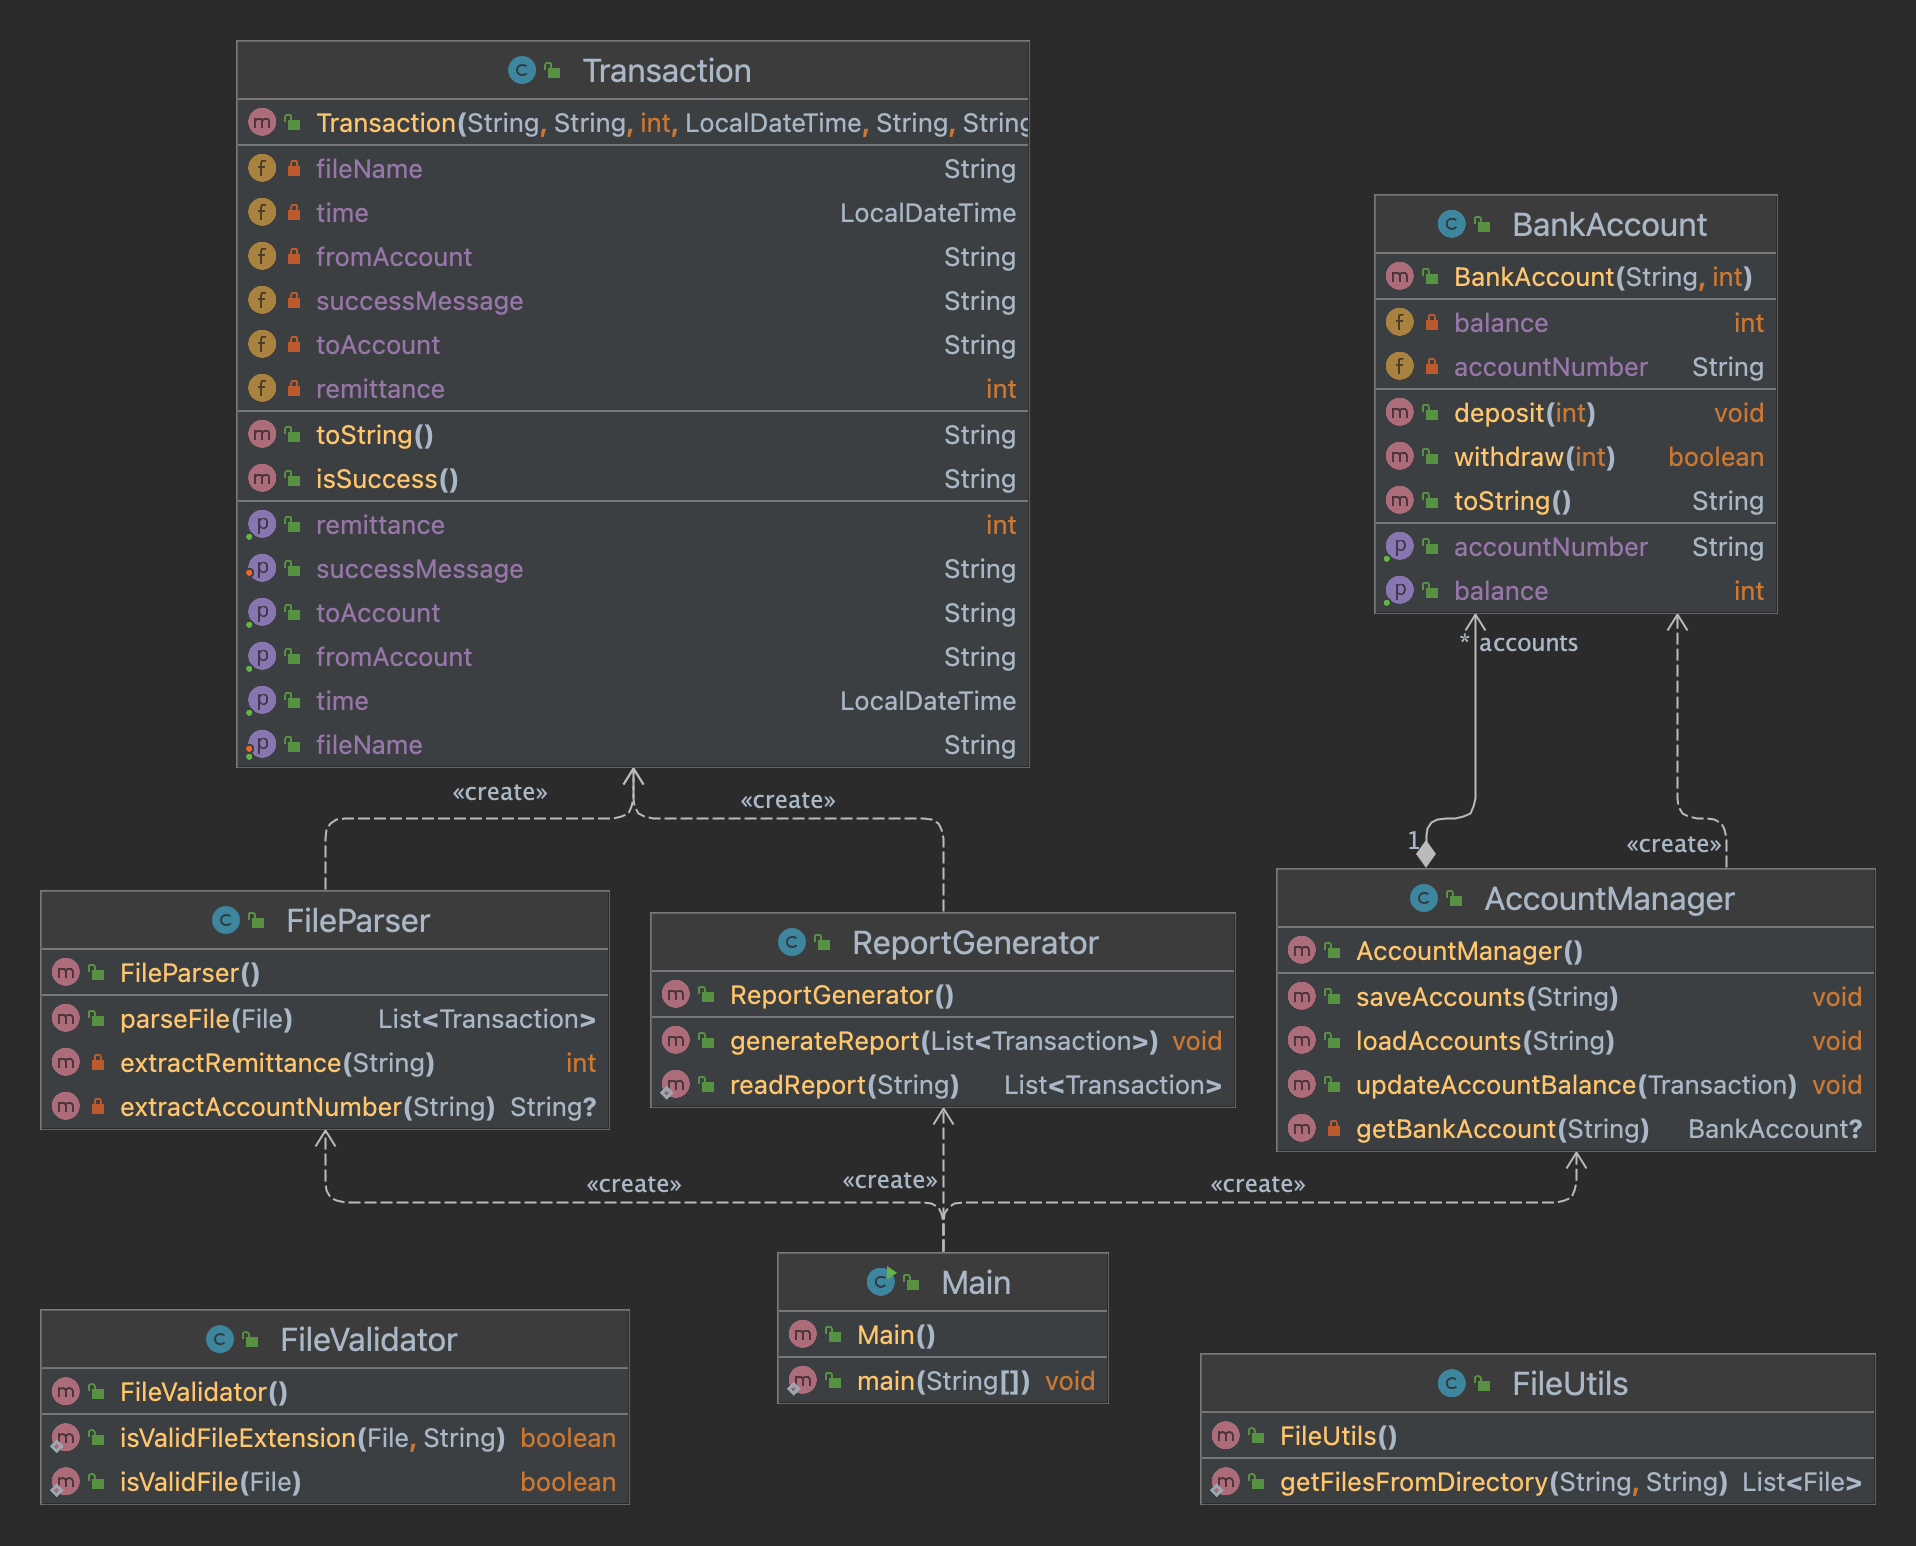 Transaction
Transaction(String, String, int, LocalDateTime, String, String
fileName String
time LocalDateTime
fromAccount String
successMessage String
toAccount String
remittance int
toString() String
isSuccess() String
remittance int
successMessage String
toAccount String
fromAccount String
time LocalDateTime
fileName String
BankAccount
BankAccount(String, int)
balance int
accountNumber String
deposit(int) void
withdraw(int) boolean
toString() String
accountNumber String
balance int
* accounts
«create»
«create»
1
«create»
FileParser
FileParser()
parseFile(File) List<Transaction>
extractRemittance(String) int
extractAccountNumber(String) String?
ReportGenerator
ReportGenerator()
generateReport(List<Transaction>) void
readReport(String) List<Transaction>
AccountManager
AccountManager()
saveAccounts(String) void
loadAccounts(String) void
updateAccountBalance(Transaction) void
getBankAccount(String) BankAccount?
«create»
«create»
«create»
Main
Main()
main(String[]) void
FileValidator
FileValidator()
isValidFileExtension(File, String) boolean
isValidFile(File) boolean
FileUtils
FileUtils()
getFilesFromDirectory(String, String) List<File>